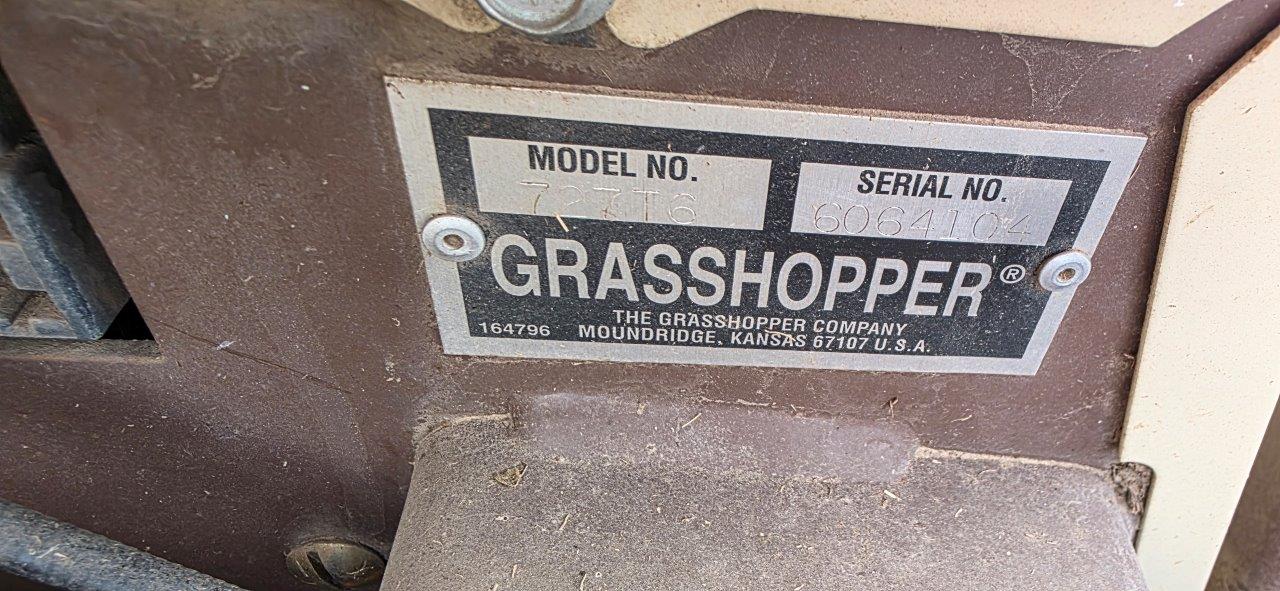 MODEL NO.
727T6
SERIAL NO.
6064104
GRASSHOPPER®
THE GRASSHOPPER COMPANY
164796 MOUNDRIDGE, KANSAS 67107 U.S.A.